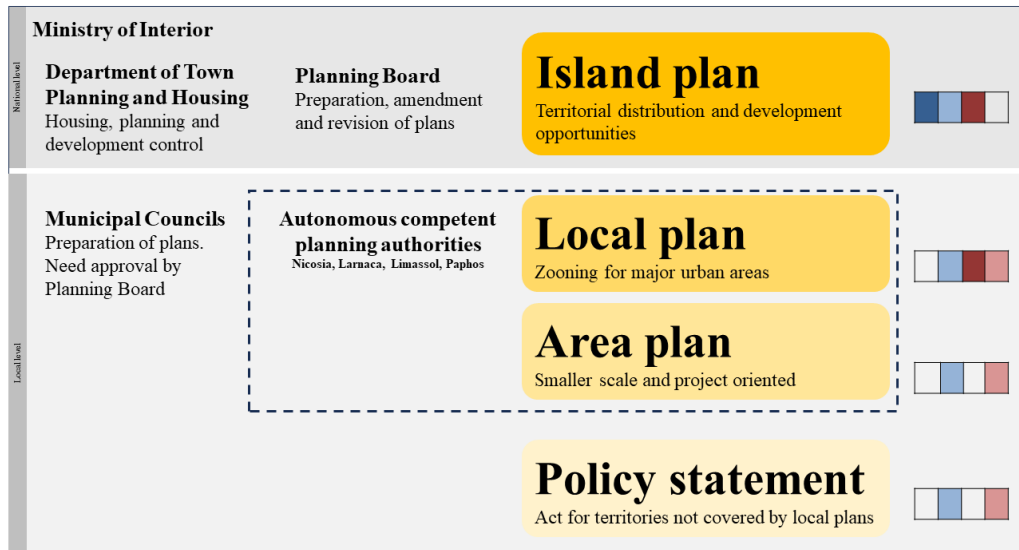 National level
Ministry of Interior
Department of Town
Planning and Housing
Housing, planning and
development control
Planning Board
Preparation, amendment
and revision of plans
Island plan
Territorial distribution and development
opportunities
Local level
Municipal Councils
Preparation of plans.
Need approval by
Planning Board
Autonomous competent
planning authorities
Nicosia, Larnaca, Limassol, Paphos
Local plan
Zooning for major urban areas
Area plan
Smaller scale and project oriented
Policy statement
Act for territories not covered by local plans